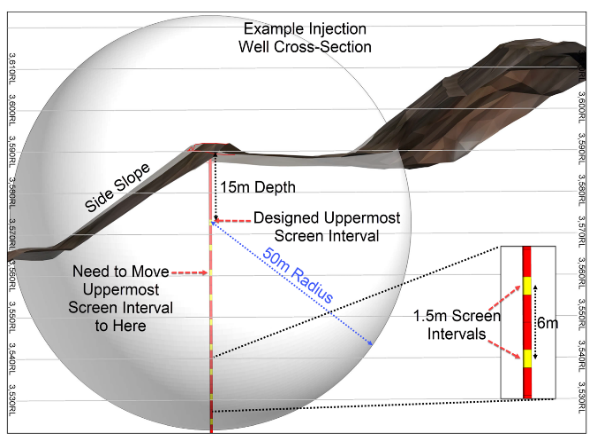 Example Injection
Well Cross-Section
3,610RL
3,600RL
3,590RL
3,580RL
3,570RL
3,560RL
3,550RL
3,540RL
3,530RL
Side Slope
15m Depth
Designed Uppermost
Screen Interval
50m Radius
Need to Move
Uppermost
Screen Interval
to Here
1.5m Screen
Intervals
6m
3,610RL
3,600RL
3,590RL
3,580RL
3,570RL
3,560RL
3,550RL
3,540RL
3,530RL